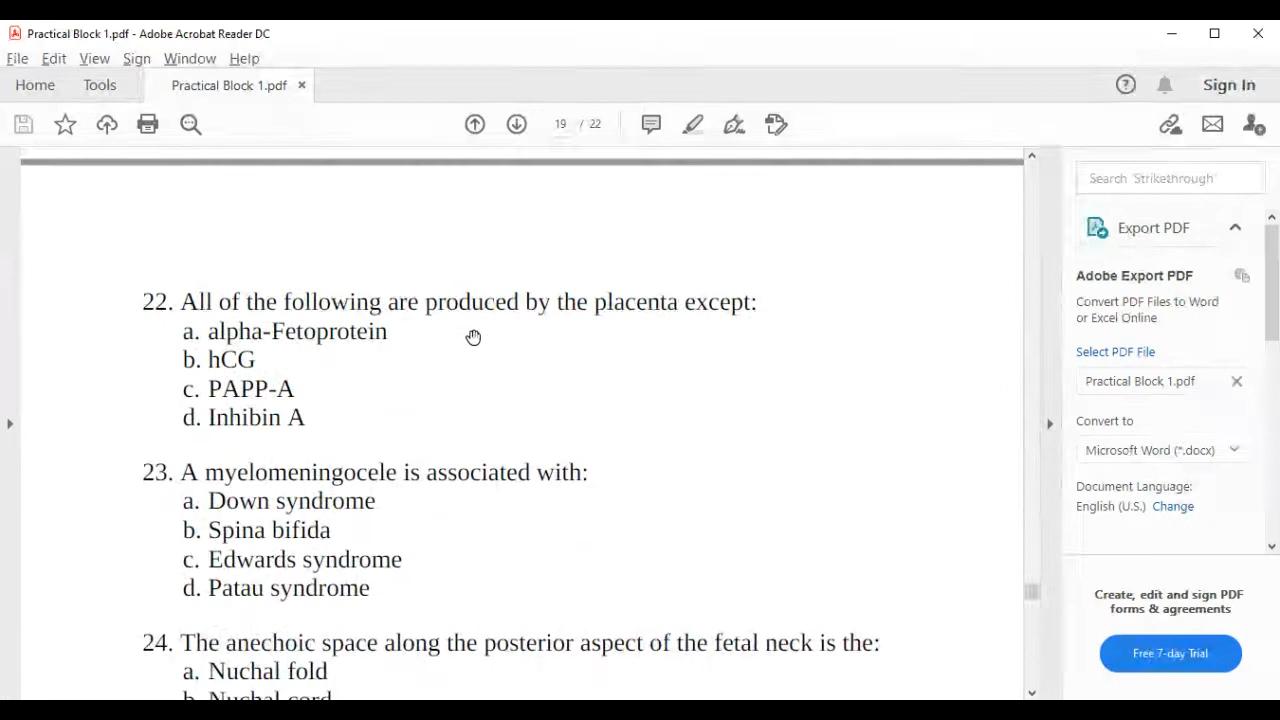 Practical Block 1.pdf - Adobe Acrobat Reader DC
File Edit View Sign Window Help
Home Tools Practical Block 1.pdf × Sign In
19 / 22
Search 'Strikethrough'
Export PDF
Adobe Export PDF
Convert PDF Files to Word
or Excel Online
Select PDF File
Practical Block 1.pdf
Convert to
Microsoft Word (*.docx)
Document Language:
English (U.S.) Change
Create, edit and sign PDF
forms & agreements
Free 7-day Trial
22. All of the following are produced by the placenta except:
a. alpha-Fetoprotein
b. hCG
c. PAPP-A
d. Inhibin A
23. A myelomeningocele is associated with:
a. Down syndrome
b. Spina bifida
c. Edwards syndrome
d. Patau syndrome
24. The anechoic space along the posterior aspect of the fetal neck is the:
a. Nuchal fold
b. Nuchal cord